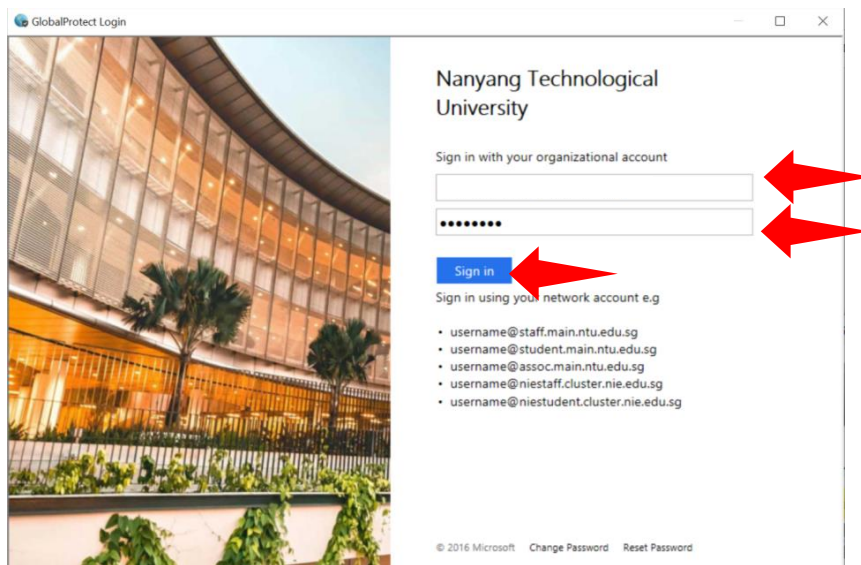 GlobalProtect Login
Nanyang Technological
University
Sign in with your organizational account
••••••••
Sign in
Sign in using your network account e.g
• username@staff.main.ntu.edu.sg
• username@student.main.ntu.edu.sg
• username@assoc.main.ntu.edu.sg
• username@niestaff.cluster.nie.edu.sg
• username@niestudent.cluster.nie.edu.sg
© 2016 Microsoft Change Password Reset Password